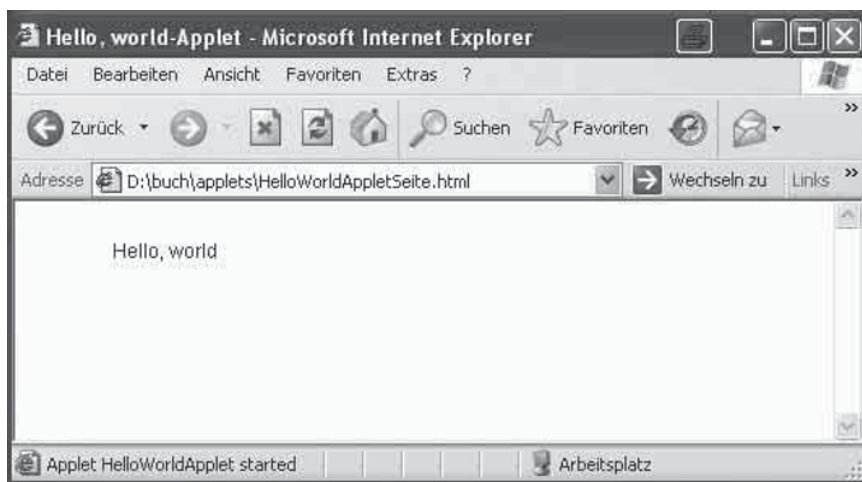 Hello, world-Applet - Microsoft Internet Explorer
Datei Bearbeiten Ansicht Favoriten Extras ?
Zurück Suchen Favoriten »
Adresse D:\buch\applets\HelloWorldAppletSeite.html Wechseln zu Links »
Hello, world
Applet HelloWorldApplet started Arbeitsplatz